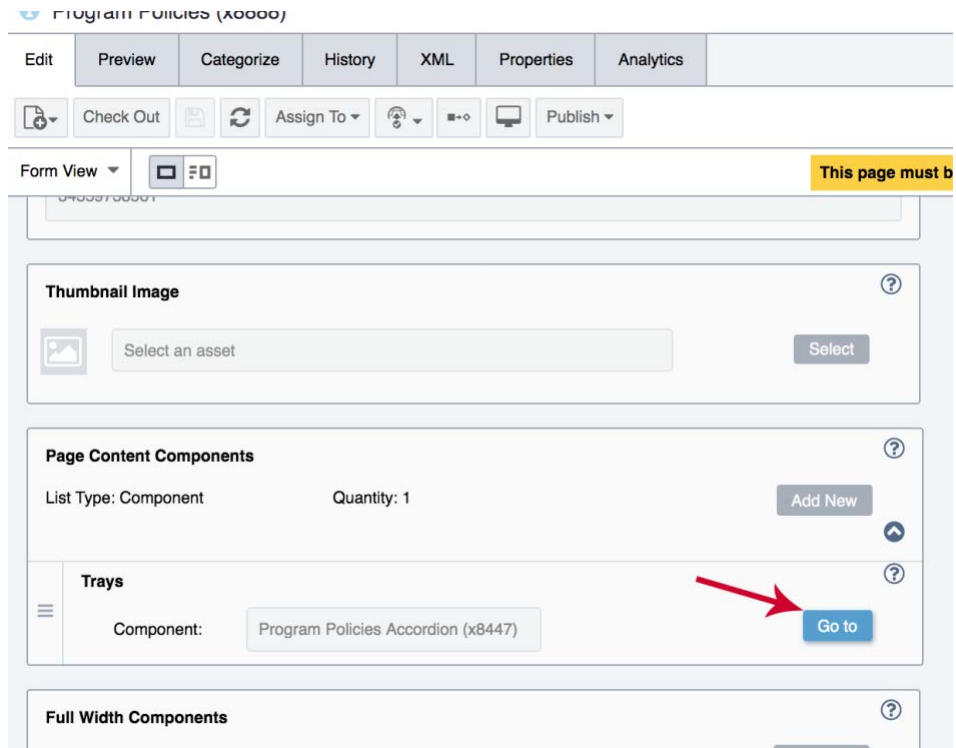 Program Policies (x8888)
Edit Preview Categorize History XML Properties Analytics
Check Out Assign To Publish
Form View This page must b
34359738501
Thumbnail Image
Select an asset Select
Page Content Components
List Type: Component Quantity: 1 Add New
Trays
Component: Program Policies Accordion (x8447) Go to
Full Width Components